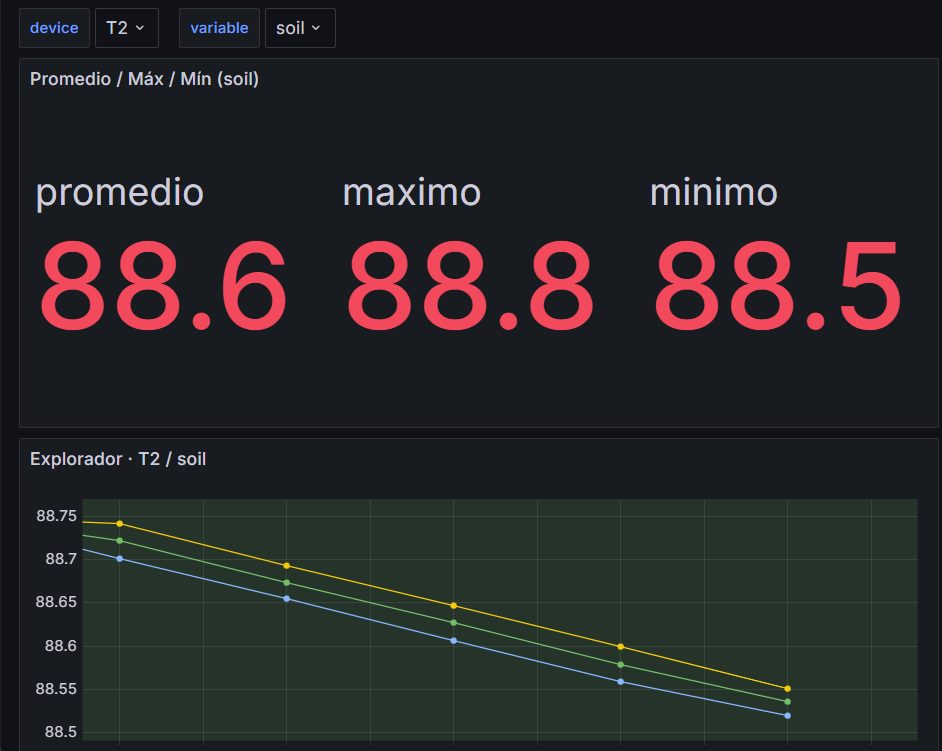 device T2 variable soil
Promedio / Máx / Mín (soil)
promedio maximo minimo
88.6 88.8 88.5
Explorador · T2 / soil
88.75
88.7
88.65
88.6
88.55
88.5